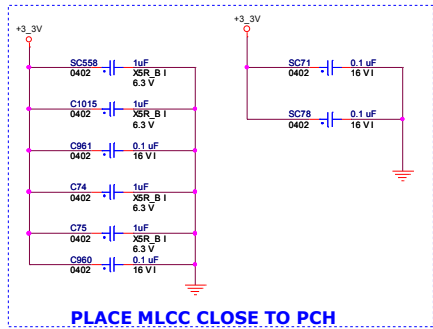 +3_3V
SC558 1uF
0402 X5R_B I
6.3 V
C1015 1uF
0402 X5R_B I
6.3 V
C961 0.1 uF
0402 16 V I
C74 1uF
0402 X5R_B I
6.3 V
C75 1uF
0402 X5R_B I
6.3 V
C960 0.1 uF
0402 16 V I
+3_3V
SC71 0.1 uF
0402 16 V I
SC78 0.1 uF
0402 16 V I
PLACE MLCC CLOSE TO PCH